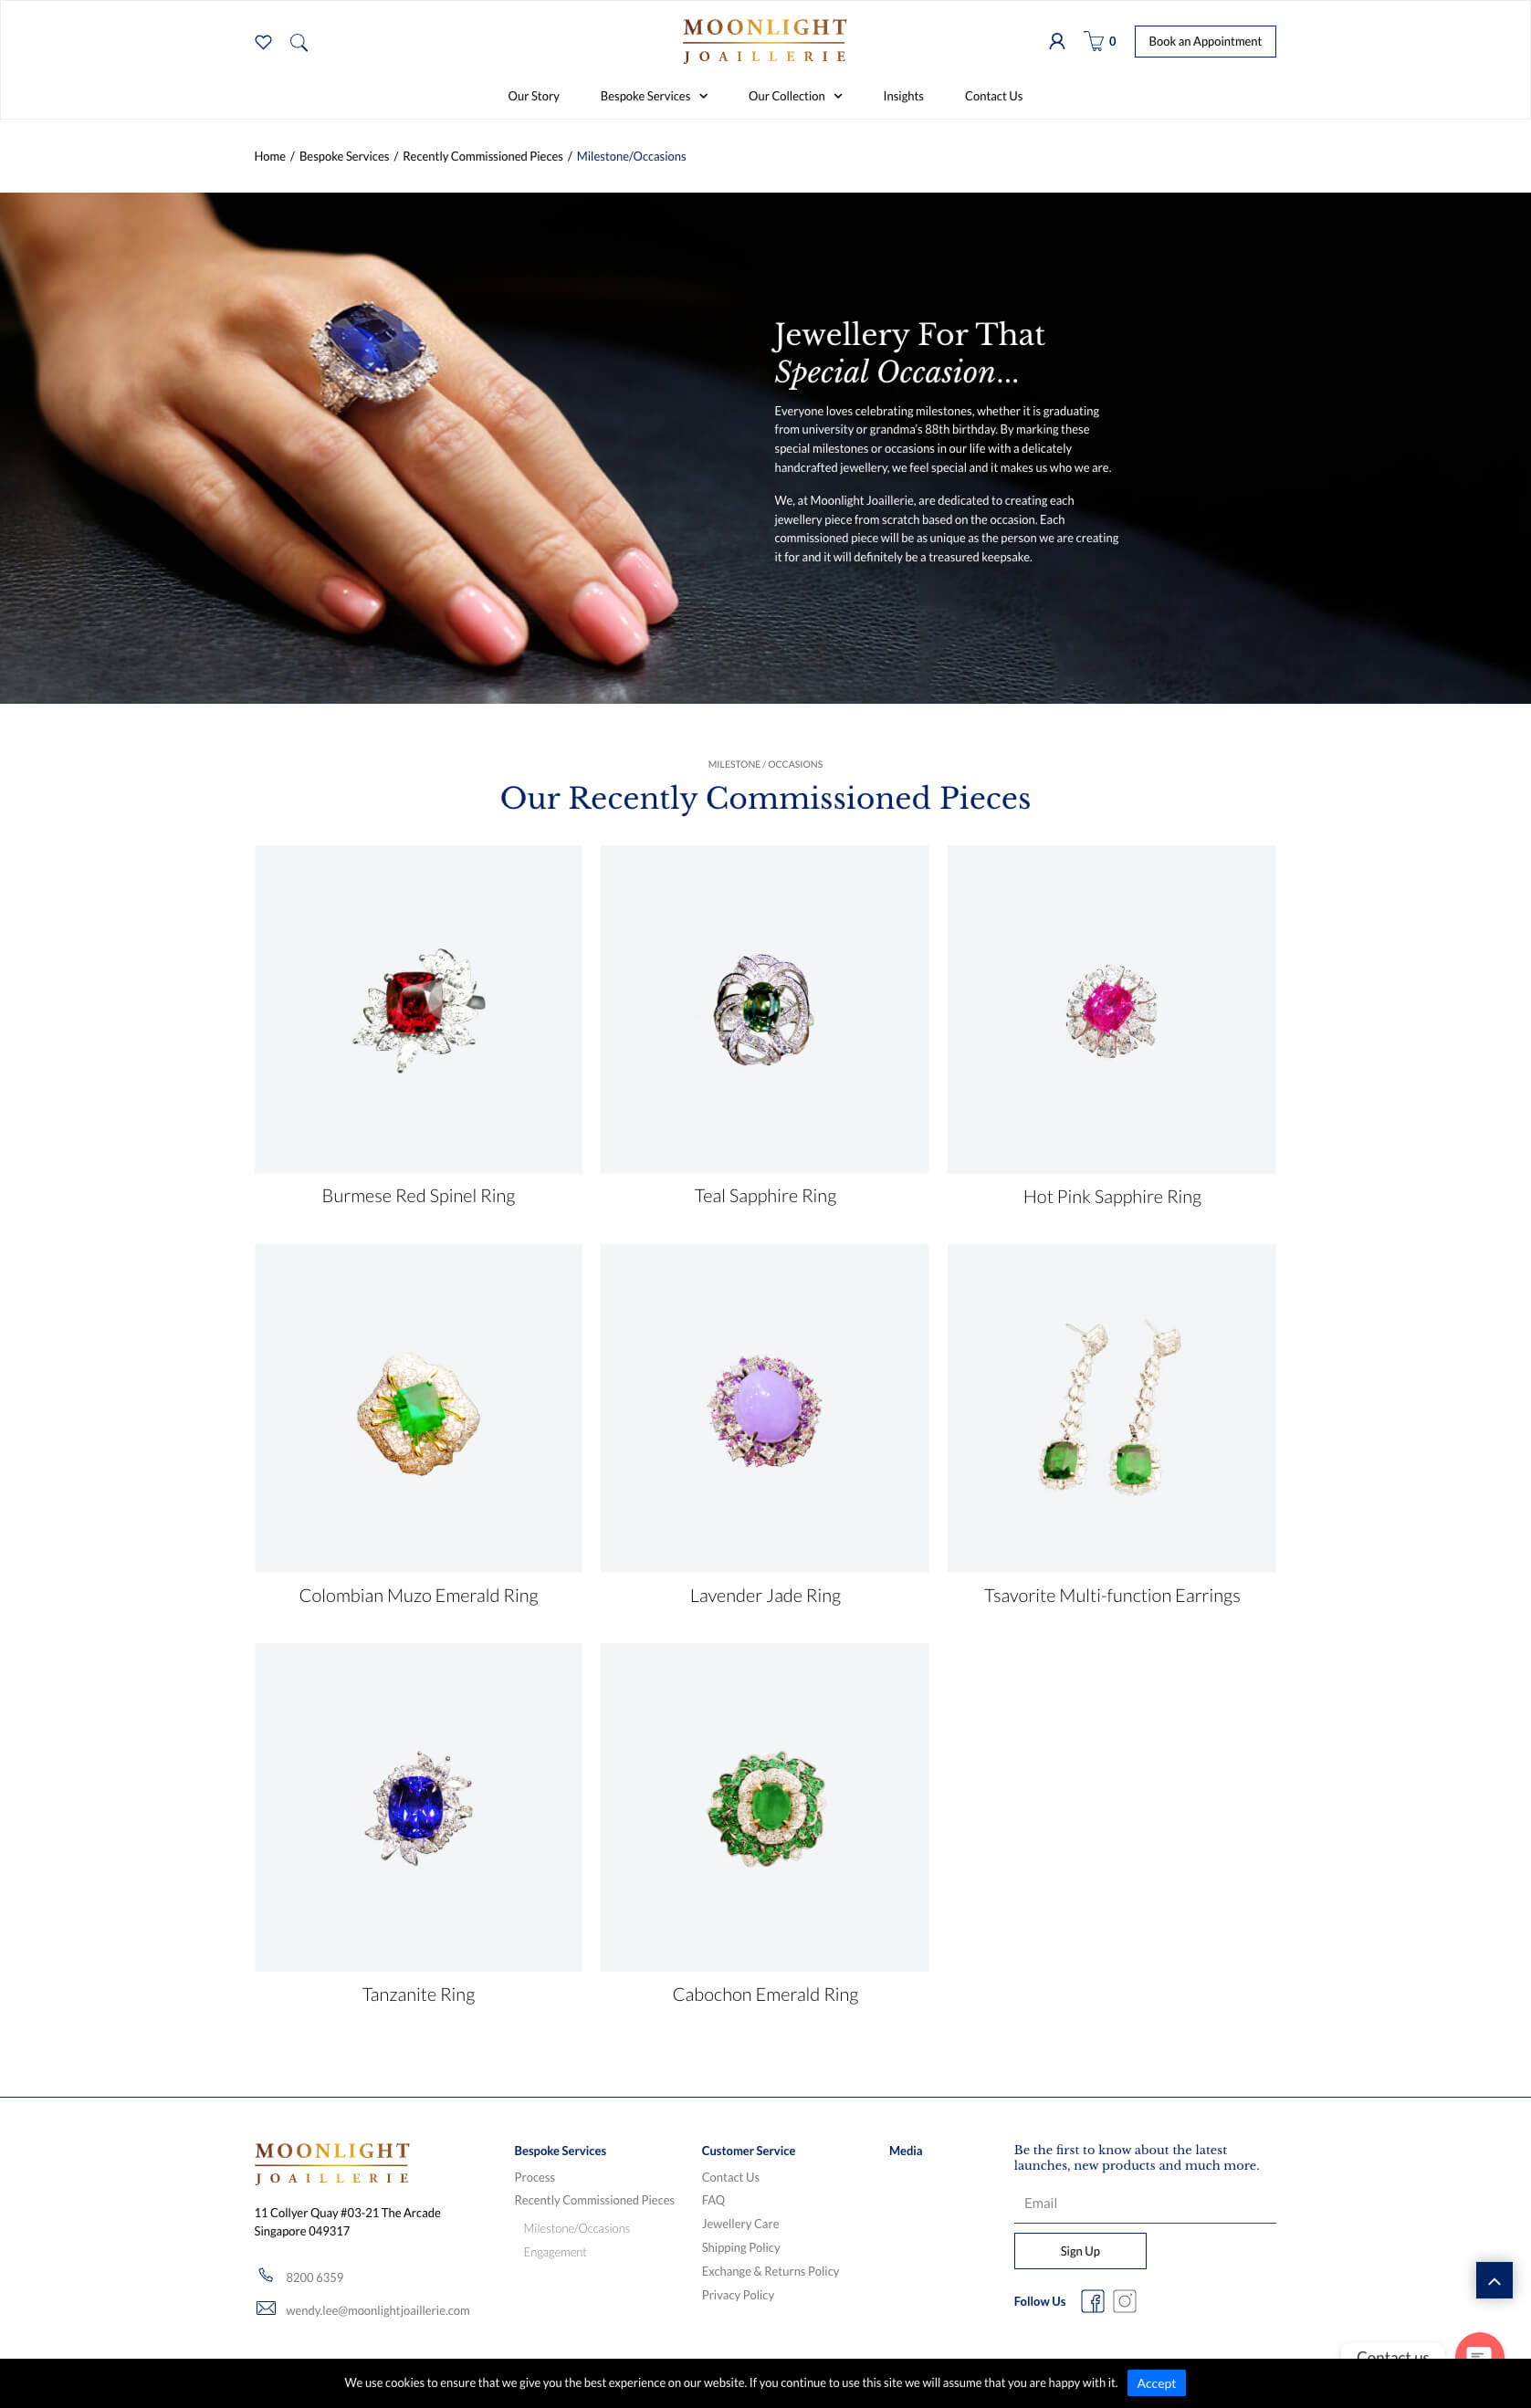 MOONLIGHT
JOAILLERIE
0
Book an Appointment
Our Story
Bespoke Services
Our Collection
Insights
Contact Us
Home / Bespoke Services / Recently Commissioned Pieces / Milestone/Occasions
Jewellery For That
Special Occasion...
Everyone loves celebrating milestones, whether it is graduating
from university or grandma's 88th birthday. By marking these
special milestones or occasions in our life with a delicately
handcrafted jewellery, we feel special and it makes us who we are.
We, at Moonlight Joaillerie, are dedicated to creating each
jewellery piece from scratch based on the occasion. Each
commissioned piece will be as unique as the person we are creating
it for and it will definitely be a treasured keepsake.
MILESTONE / OCCASIONS
Our Recently Commissioned Pieces
Burmese Red Spinel Ring
Teal Sapphire Ring
Hot Pink Sapphire Ring
Colombian Muzo Emerald Ring
Lavender Jade Ring
Tsavorite Multi-function Earrings
Tanzanite Ring
Cabochon Emerald Ring
MOONLIGHT
JOAILLERIE
11 Collyer Quay #03-21 The Arcade
Singapore 049317
8200 6359
wendy.lee@moonlightjoaillerie.com
Bespoke Services
Process
Recently Commissioned Pieces
Milestone/Occasions
Engagement
Customer Service
Contact Us
FAQ
Jewellery Care
Shipping Policy
Exchange & Returns Policy
Privacy Policy
Media
Be the first to know about the latest
launches, new products and much more.
Email
Sign Up
Follow Us
Contact us
We use cookies to ensure that we give you the best experience on our website. If you continue to use this site we will assume that you are happy with it.
Accept